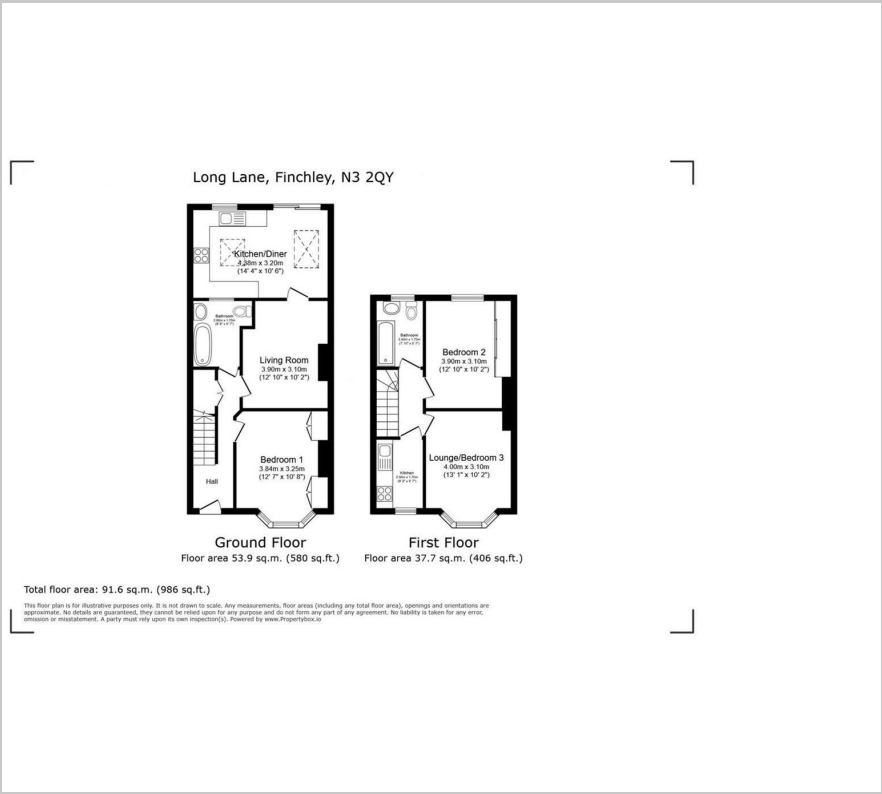 Long Lane, Finchley, N3 2QY
Kitchen/Diner
4.38m x 3.20m
(14' 4" x 10' 6")
Bathroom
Living Room
3.90m x 3.10m
(12' 10" x 10' 2")
Bedroom 1
3.84m x 3.25m
(12' 7" x 10' 8")
Hall
Ground Floor
Floor area 53.9 sq.m. (580 sq.ft.)
Bathroom
Bedroom 2
3.90m x 3.10m
(12' 10" x 10' 2")
Lounge/Bedroom 3
4.00m x 3.10m
(13' 1" x 10' 2")
Kitchen
First Floor
Floor area 37.7 sq.m. (406 sq.ft.)
Total floor area: 91.6 sq.m. (986 sq.ft.)
This floor plan is for illustrative purposes only. It is not drawn to scale. Any measurements, floor areas (including any total floor area), openings and orientations are
approximate. No details are guaranteed, they cannot be relied upon for any purpose and do not form any part of any agreement. No liability is taken for any error,
omission or misstatement. A party must rely upon its own inspection(s). Powered by www.Propertybox.io